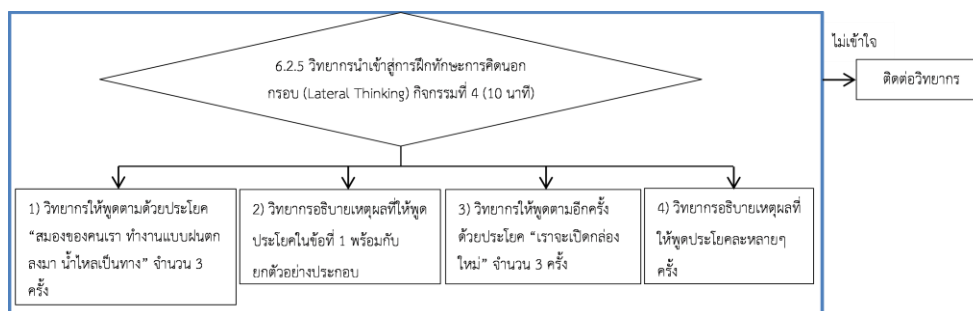 6.2.5 วิทยากรนำเข้าสู่การฝึกทักษะการคิดนอก
กรอบ (Lateral Thinking) กิจกรรมที่ 4 (10 นาที)
ไม่เข้าใจ
ติดต่อวิทยากร
1) วิทยากรให้พูดตามด้วยประโยค
“สมองของคนเรา ทำงานแบบฝนตก
ลงมา น้ำไหลเป็นทาง” จำนวน 3
ครั้ง
2) วิทยากรอธิบายเหตุผลที่ให้พูด
ประโยคในข้อที่ 1 พร้อมกับ
ยกตัวอย่างประกอบ
3) วิทยากรให้พูดตามอีกครั้ง
ด้วยประโยค “เราจะเปิดกล่อง
ใหม่” จำนวน 3 ครั้ง
4) วิทยากรอธิบายเหตุผลที่
ให้พูดประโยคละหลายๆ
ครั้ง